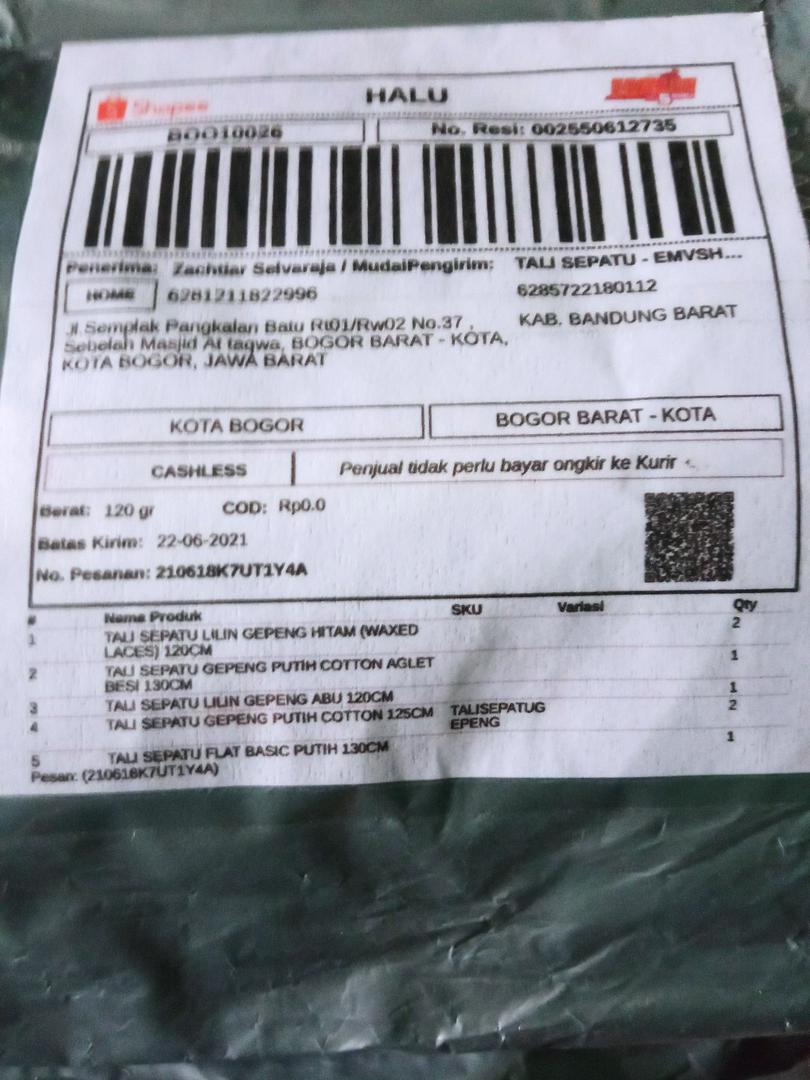 Shopee HALU
BOO10026 No. Resi: 002550612735
Penerima: Zachtiar Selvaraja / MudaiPengirim: TALI SEPATU - EMVSH...
HOME 6281211822996 6285722180112
Jl.Semplak Pangkalan Batu Rt01/Rw02 No.37 , KAB. BANDUNG BARAT
Sebelah Masjid At taqwa, BOGOR BARAT - KOTA,
KOTA BOGOR, JAWA BARAT
KOTA BOGOR BOGOR BARAT - KOTA
CASHLESS Penjual tidak perlu bayar ongkir ke Kurir
Berat: 120 gr COD: Rp0.0
Batas Kirim: 22-06-2021
No. Pesanan: 210618K7UT1Y4A
# Nama Produk SKU Variasi Qty
1 TALI SEPATU LILIN GEPENG HITAM (WAXED 2
LACES) 120CM
2 TALI SEPATU GEPENG PUTIH COTTON AGLET 1
BESI 130CM
3 TALI SEPATU LILIN GEPENG ABU 120CM 1
4 TALI SEPATU GEPENG PUTIH COTTON 125CM TALISEPATUG 2
EPENG
5 TALI SEPATU FLAT BASIC PUTIH 130CM 1
Pesan: (210618K7UT1Y4A)